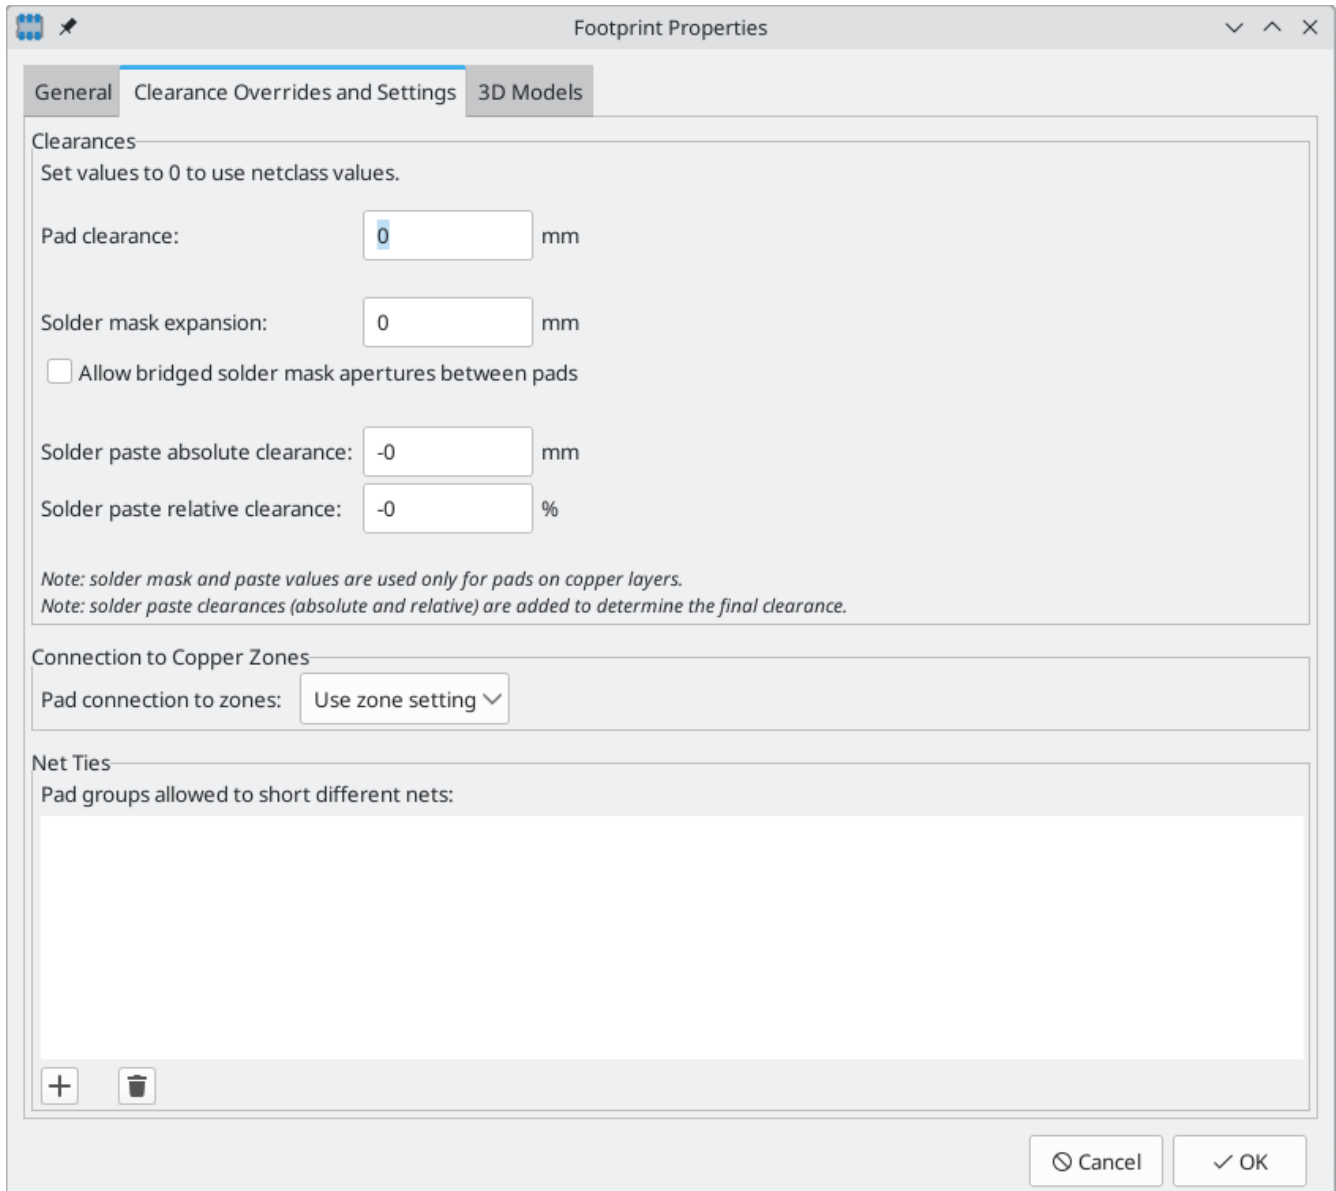 Footprint Properties
General Clearance Overrides and Settings 3D Models
Clearances
Set values to 0 to use netclass values.
Pad clearance: 0 mm
Solder mask expansion: 0 mm
Allow bridged solder mask apertures between pads
Solder paste absolute clearance: -0 mm
Solder paste relative clearance: -0 %
Note: solder mask and paste values are used only for pads on copper layers.
Note: solder paste clearances (absolute and relative) are added to determine the final clearance.
Connection to Copper Zones
Pad connection to zones: Use zone setting
Net Ties
Pad groups allowed to short different nets:
Cancel OK